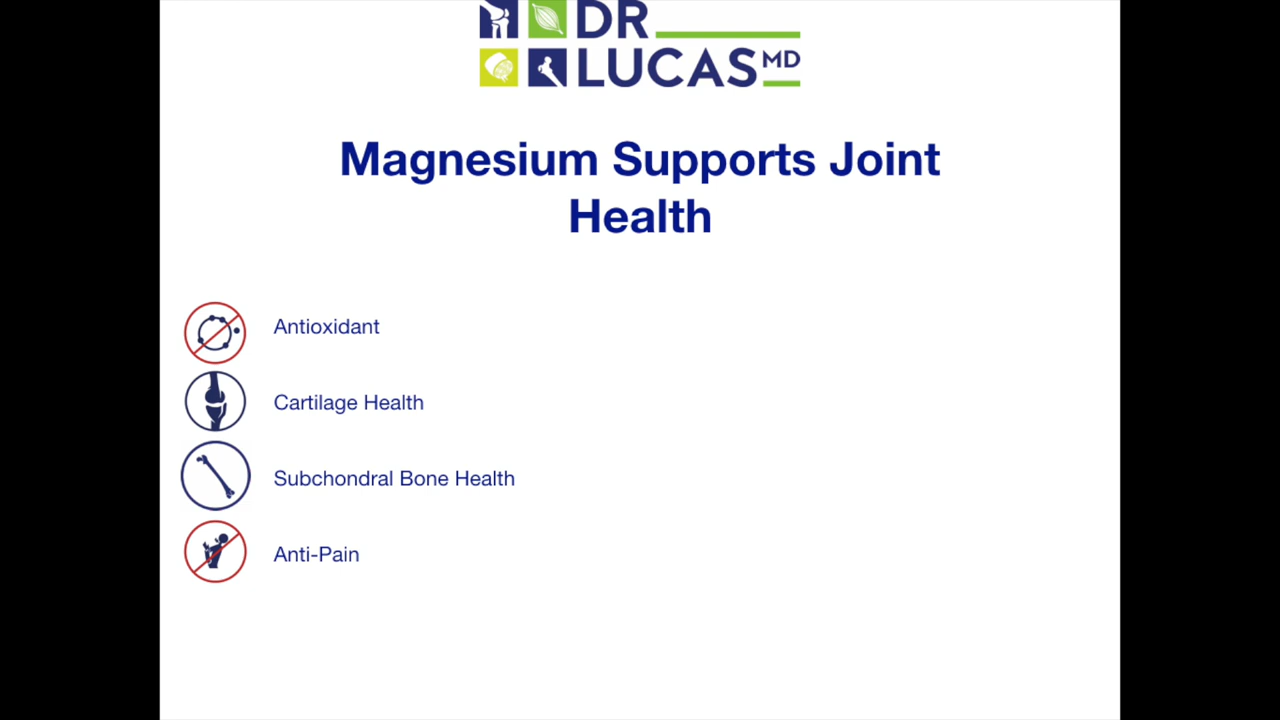 DR
LUCAS MD
Magnesium Supports Joint
Health
Antioxidant
Cartilage Health
Subchondral Bone Health
Anti-Pain